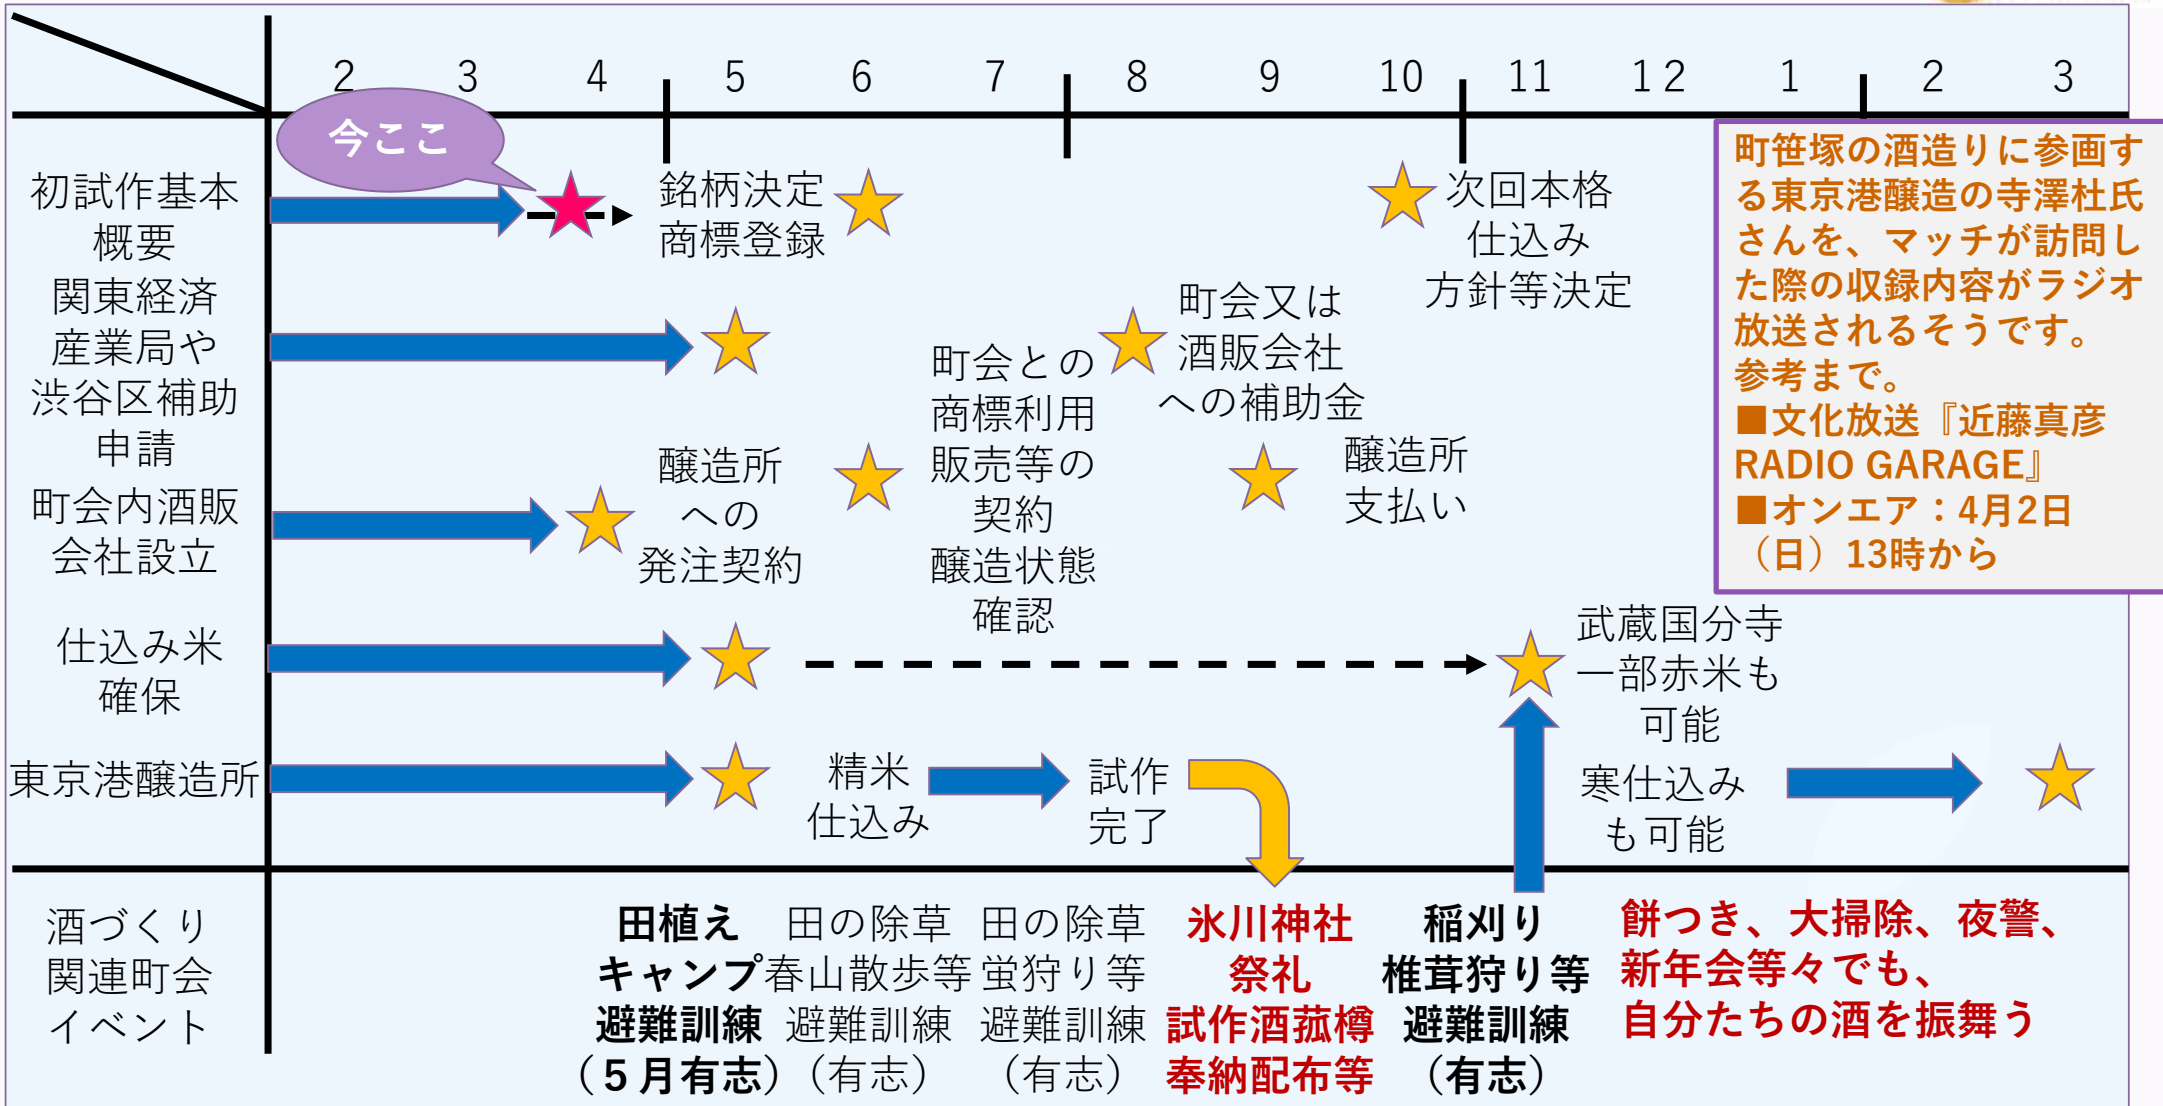 2 3 4 5 6 7 8 9 10 11 12 1 2 3
今ここ
初試作基本
概要
銘柄決定
商標登録
次回本格
仕込み
方針等決定
関東経済
産業局や
渋谷区補助
申請
町会又は
酒販会社
への補助金
町会内酒販
会社設立
醸造所
への
発注契約
町会との
商標利用
販売等の
契約
醸造状態
確認
醸造所
支払い
仕込み米
確保
武蔵国分寺
一部赤米も
可能
東京港醸造所
精米
仕込み
試作
完了
寒仕込み
も可能
町笹塚の酒造りに参画す
る東京港醸造の寺澤杜氏
さんを、マッチが訪問し
た際の収録内容がラジオ
放送されるそうです。
参考まで。
■文化放送『近藤真彦
RADIO GARAGE』
■オンエア：4月2日
（日）13時から
酒づくり
関連町会
イベント
田植え
キャンプ
避難訓練
（５月有志）
田の除草
春山散歩等
避難訓練
（有志）
田の除草
蛍狩り等
避難訓練
（有志）
氷川神社
祭礼
試作酒菰樽
奉納配布等
稲刈り
椎茸狩り等
避難訓練
（有志）
餅つき、大掃除、夜警、
新年会等々でも、
自分たちの酒を振舞う